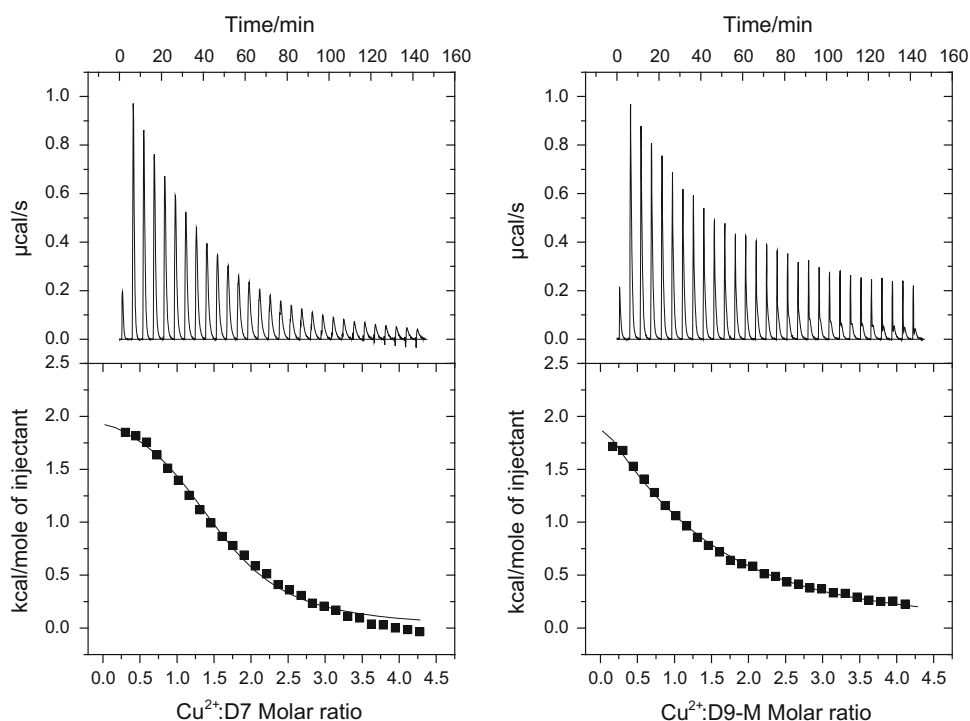 Time/min
0 20 40 60 80 100 120 140 160
1.0
0.8
0.6
0.4
0.2
0.0
µcal/s
2.5
2.0
1.5
1.0
0.5
0.0
kcal/mole of injectant
0.0 0.5 1.0 1.5 2.0 2.5 3.0 3.5 4.0 4.5
Cu²⁺:D7 Molar ratio
Time/min
0 20 40 60 80 100 120 140 160
1.0
0.8
0.6
0.4
0.2
0.0
µcal/s
2.5
2.0
1.5
1.0
0.5
0.0
kcal/mole of injectant
0.0 0.5 1.0 1.5 2.0 2.5 3.0 3.5 4.0 4.5
Cu²⁺:D9-M Molar ratio